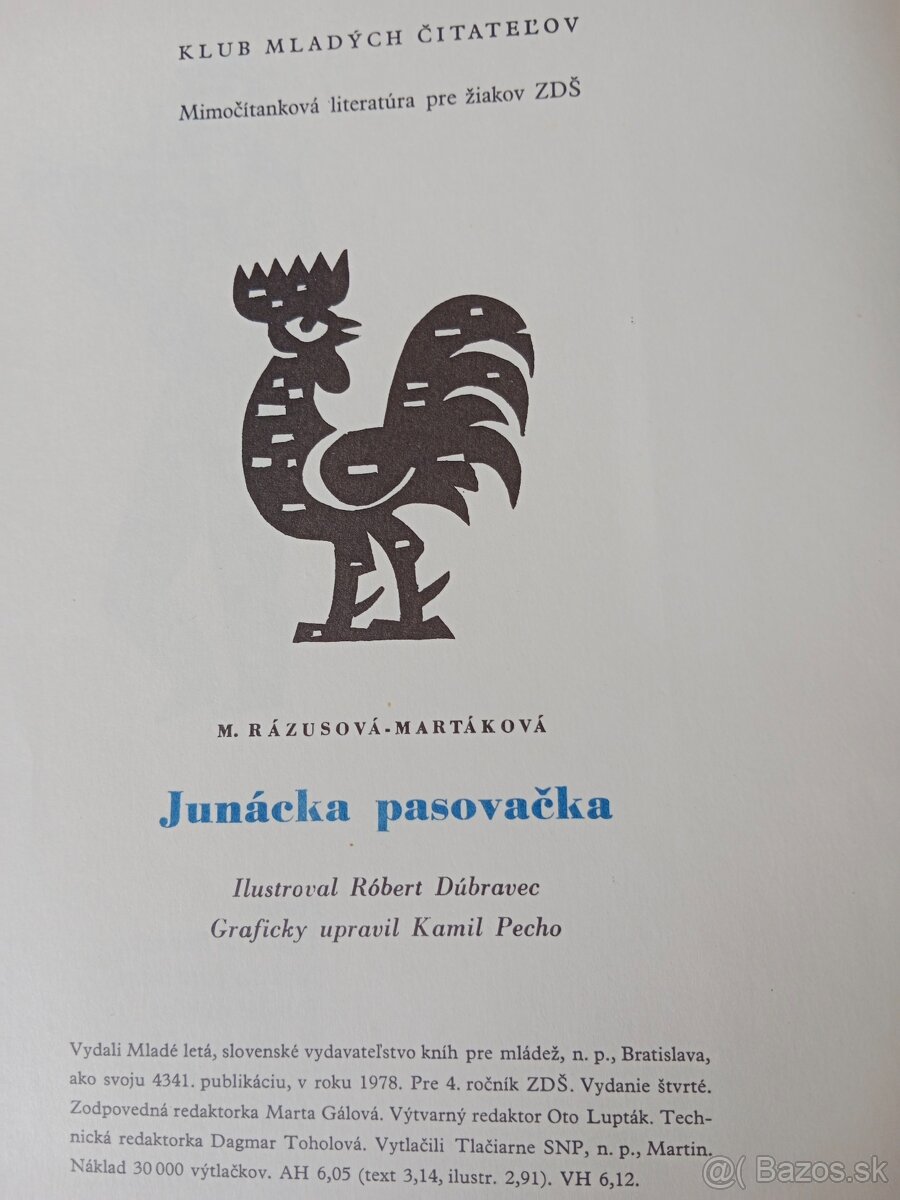 KLUB MLADÝCH ČITATEĽOV
Mimočítanková literatúra pre žiakov ZDŠ
M. RÁZUSOVÁ-MARTÁKOVÁ
Junácka pasovačka
Ilustroval Róbert Dúbravec
Graficky upravil Kamil Pecho
Vydali Mladé letá, slovenské vydavateľstvo kníh pre mládež, n. p., Bratislava,
ako svoju 4341. publikáciu, v roku 1978. Pre 4. ročník ZDŠ. Vydanie štvrté.
Zodpovedná redaktorka Marta Gálová. Výtvarný redaktor Oto Lupták. Tech-
nická redaktorka Dagmar Toholová. Vytlačili Tlačiarne SNP, n. p., Martin.
Náklad 30 000 výtlačkov. AH 6,05 (text 3,14, ilustr. 2,91). VH 6,12.
@( Bazos.sk